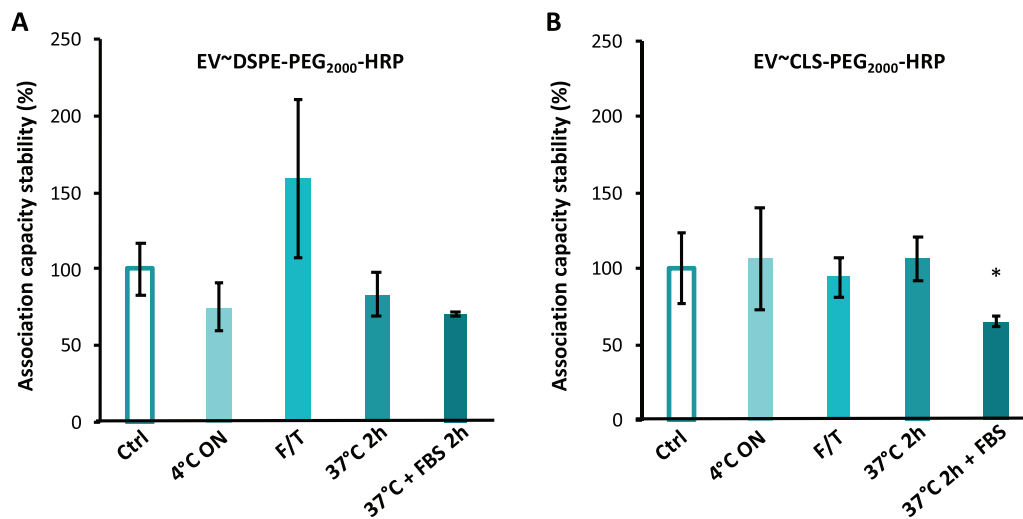 A
EV~DSPE-PEG2000-HRP
Association capacity stability (%)
250
200
150
100
50
0
Ctrl
4°C ON
F/T
37°C 2h
37°C + FBS 2h
B
EV~CLS-PEG2000-HRP
Association capacity stability (%)
250
200
150
100
50
0
*
Ctrl
4°C ON
F/T
37°C 2h
37°C 2h + FBS